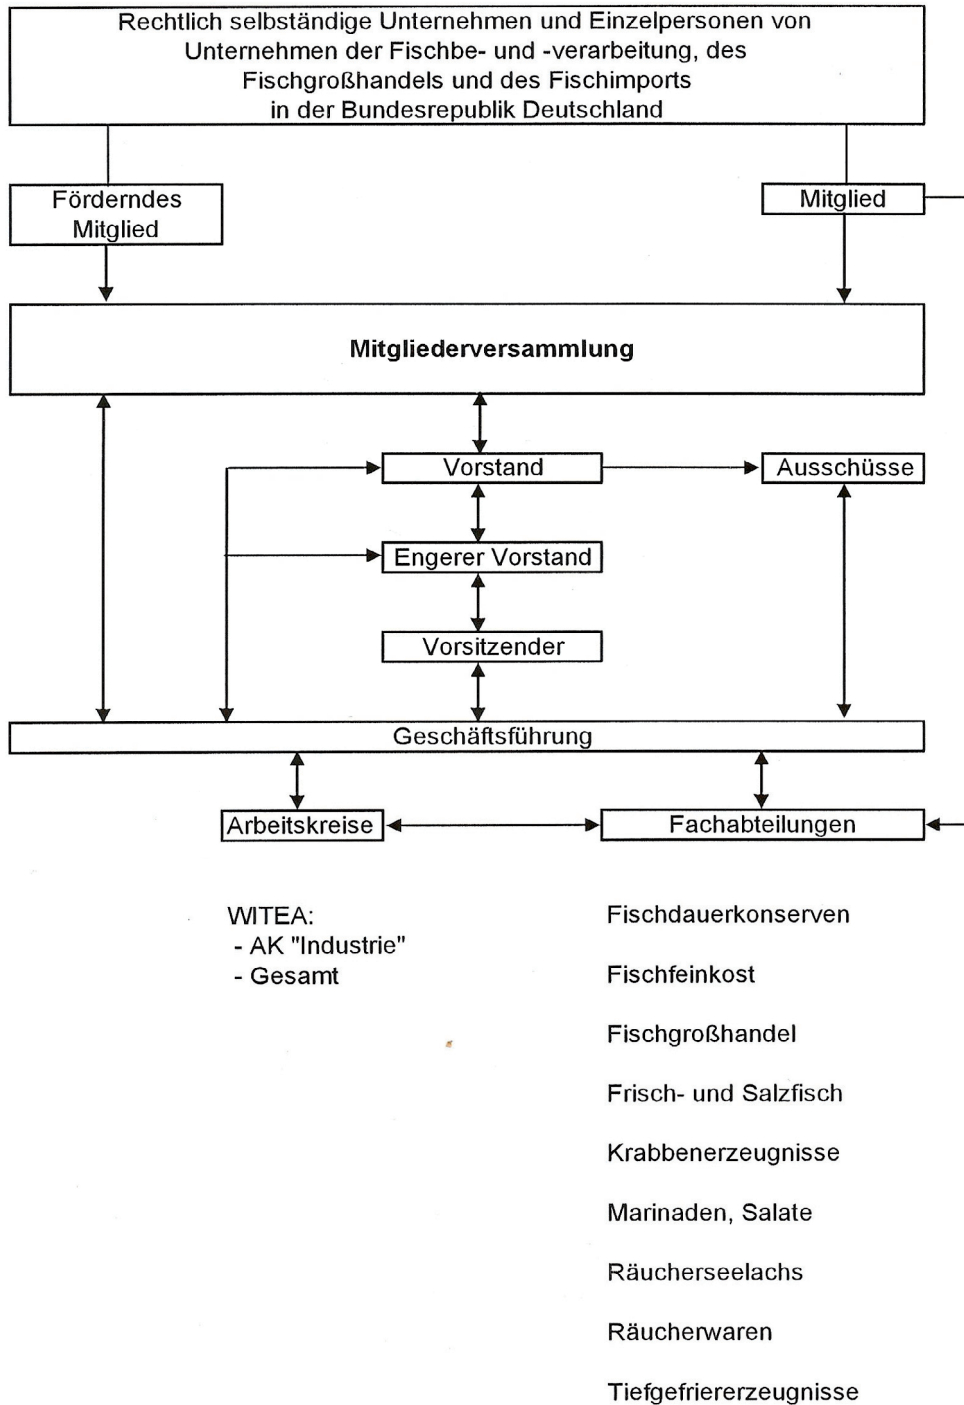 Rechtlich selbständige Unternehmen und Einzelpersonen von
Unternehmen der Fischbe- und -verarbeitung, des
Fischgroßhandels und des Fischimports
in der Bundesrepublik Deutschland
Förderndes
Mitglied
Mitglied
Mitgliederversammlung
Vorstand
Ausschüsse
Engerer Vorstand
Vorsitzender
Geschäftsführung
Arbeitskreise
Fachabteilungen
WITEA:
- AK "Industrie"
- Gesamt
Fischdauerkonserven
Fischfeinkost
Fischgroßhandel
Frisch- und Salzfisch
Krabbenerzeugnisse
Marinaden, Salate
Räucherseelachs
Räucherwaren
Tiefgefriererzeugnisse